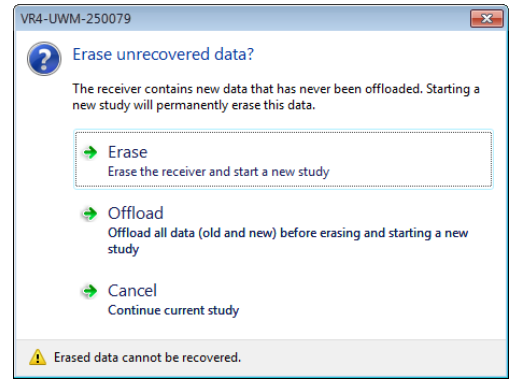 VR4-UWM-250079
Erase unrecovered data?
The receiver contains new data that has never been offloaded. Starting a
new study will permanently erase this data.
Erase
Erase the receiver and start a new study
Offload
Offload all data (old and new) before erasing and starting a new
study
Cancel
Continue current study
Erased data cannot be recovered.